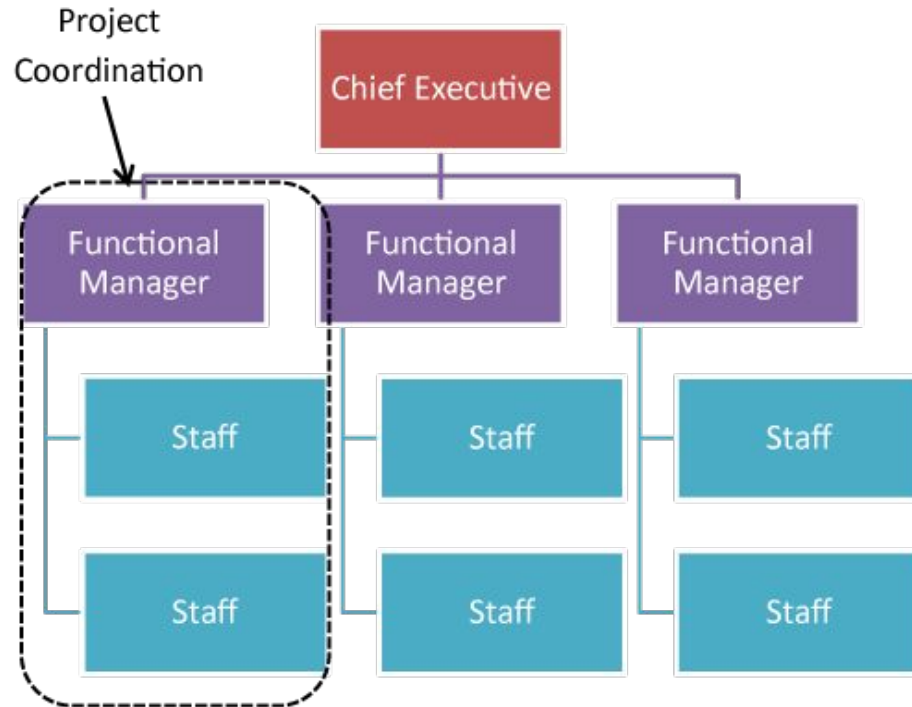 Project
Coordination
Chief Executive
Functional
Manager
Functional
Manager
Functional
Manager
Staff
Staff
Staff
Staff
Staff
Staff